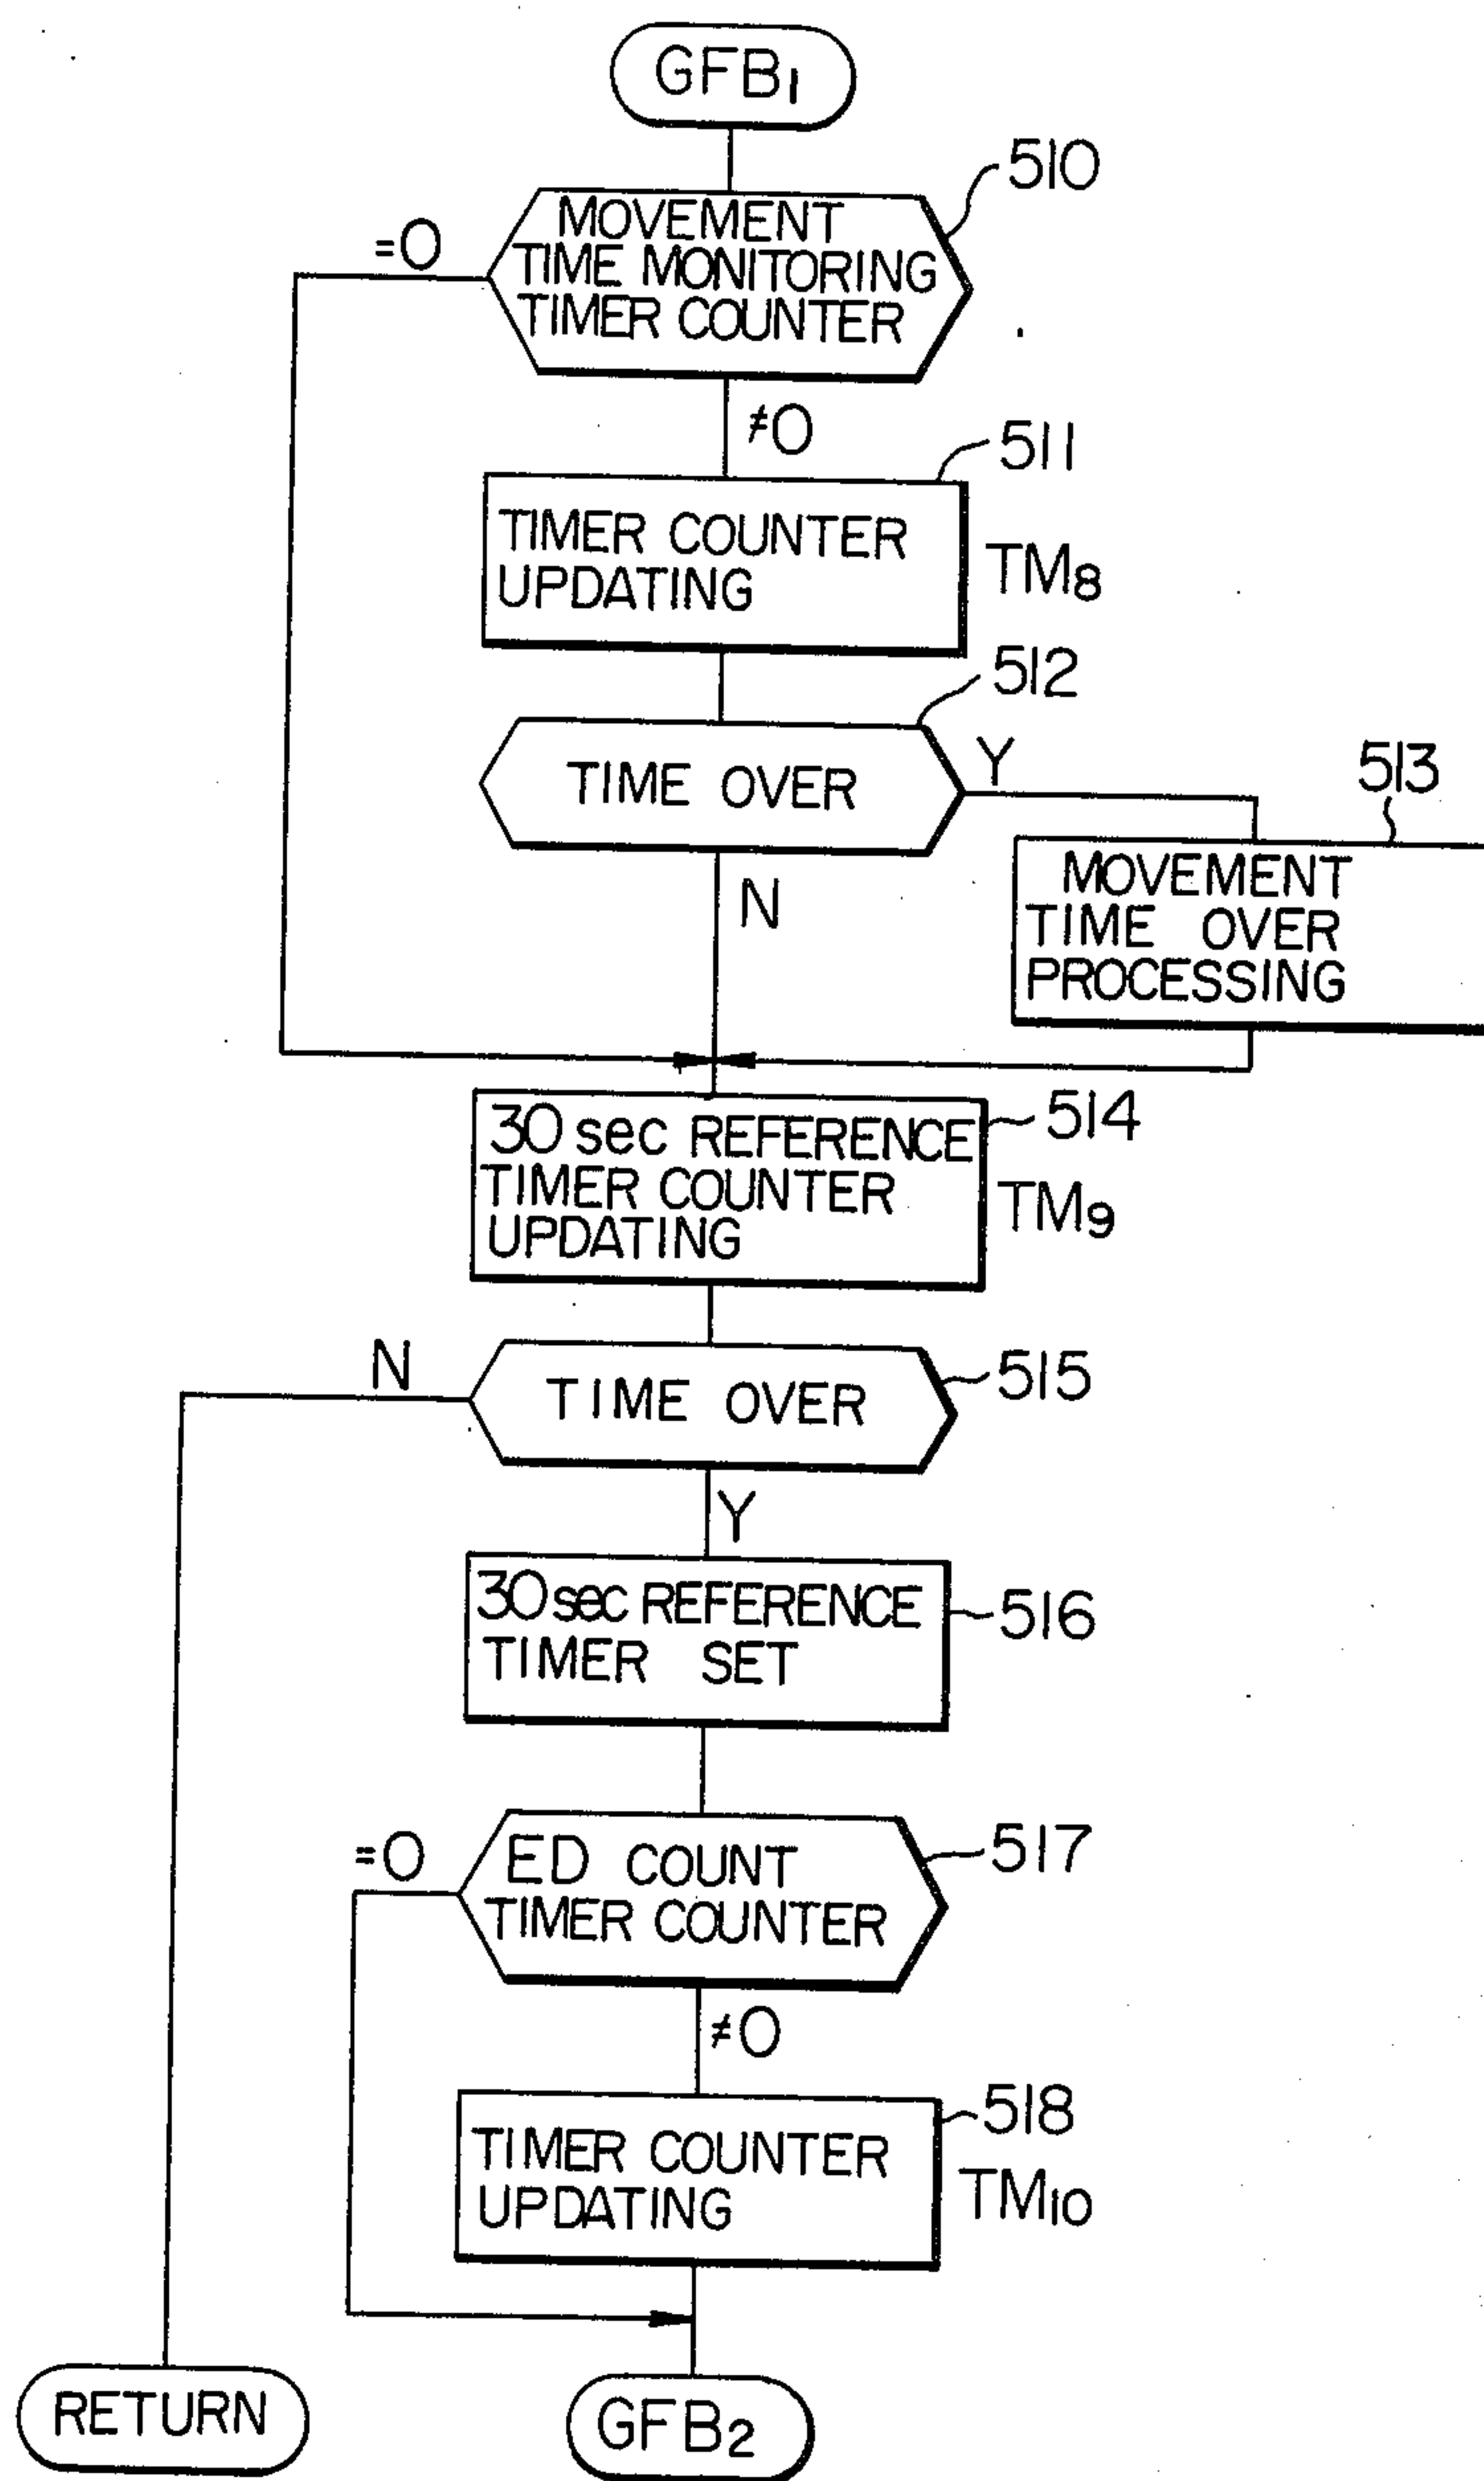 GFB1
510
=0
MOVEMENT
TIME MONITORING
TIMER COUNTER
≠0
511
TIMER COUNTER
UPDATING
TM8
512
TIME OVER
Y
513
N
MOVEMENT
TIME OVER
PROCESSING
514
30 sec REFERENCE
TIMER COUNTER
UPDATING
TM9
N
TIME OVER
515
Y
30 sec REFERENCE
TIMER SET
516
=0
ED COUNT
TIMER COUNTER
517
≠0
518
TIMER COUNTER
UPDATING
TM10
RETURN
GFB2